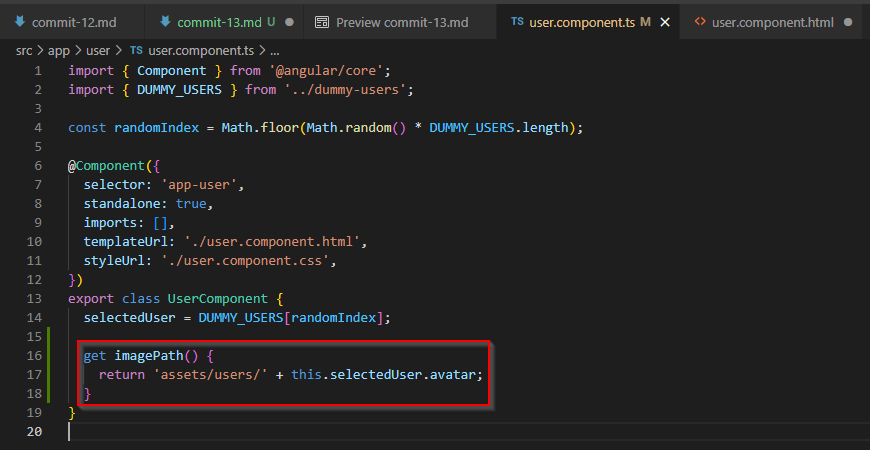 commit-12.md commit-13.md U Preview commit-13.md TS user.component.ts M user.component.html
src > app > user > TS user.component.ts > ...
1 import { Component } from '@angular/core';
2 import { DUMMY_USERS } from '../dummy-users';
3
4 const randomIndex = Math.floor(Math.random() * DUMMY_USERS.length);
5
6 @Component({
7 selector: 'app-user',
8 standalone: true,
9 imports: [],
10 templateUrl: './user.component.html',
11 styleUrl: './user.component.css',
12 })
13 export class UserComponent {
14 selectedUser = DUMMY_USERS[randomIndex];
15
16 get imagePath() {
17 return 'assets/users/' + this.selectedUser.avatar;
18 }
19 }
20